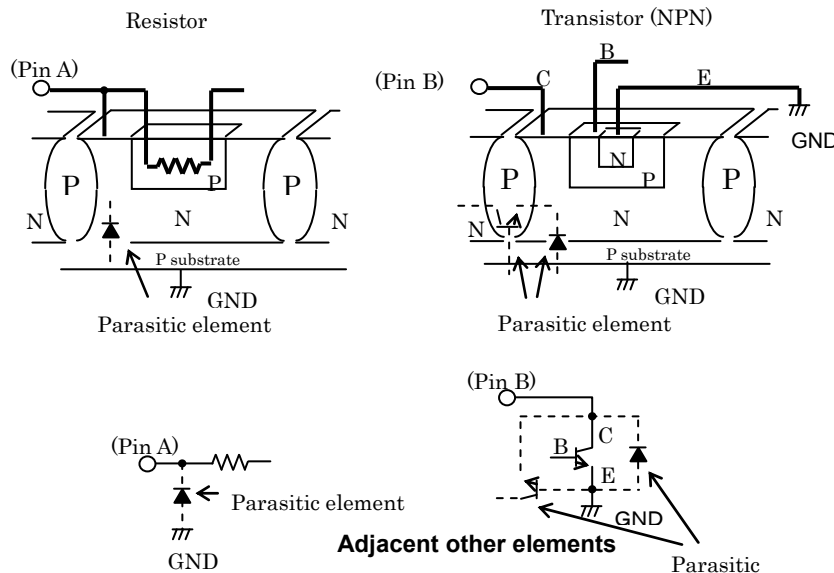 Resistor
Transistor (NPN)
(Pin A)
(Pin B)
C
B
E
GND
P
P
P
N
N
N
P substrate
GND
Parasitic element
P
N
P
P
N
N
N
P substrate
GND
Parasitic element
(Pin A)
Parasitic element
GND
(Pin B)
B
C
E
GND
Adjacent other elements
Parasitic